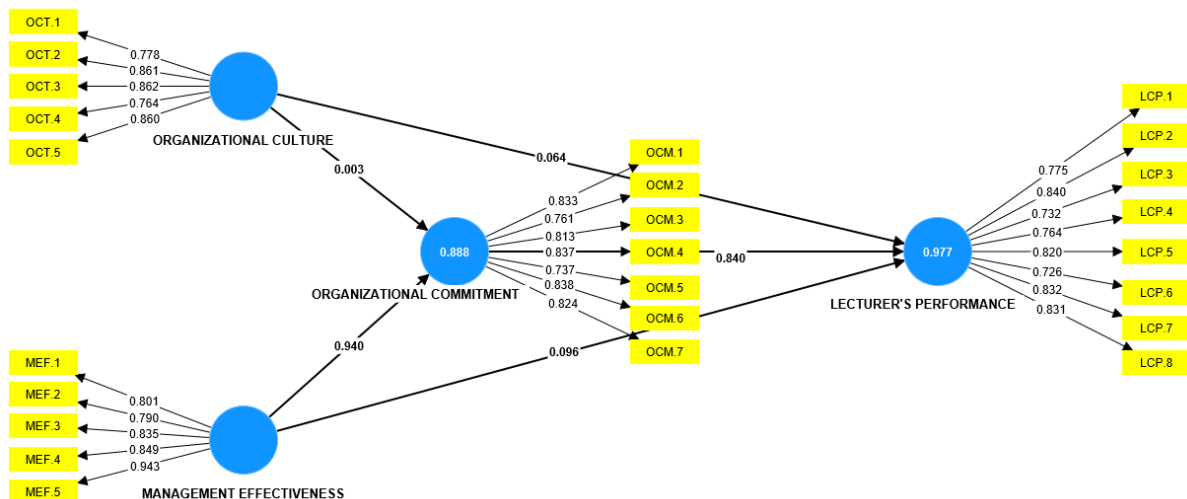 OCT.1
OCT.2
OCT.3
OCT.4
OCT.5
0.778
0.861
0.862
0.764
0.860
ORGANIZATIONAL CULTURE
0.003
0.064
MEF.1
MEF.2
MEF.3
MEF.4
MEF.5
0.801
0.790
0.835
0.849
0.943
MANAGEMENT EFFECTIVENESS
0.940
0.096
0.888
ORGANIZATIONAL COMMITMENT
0.833
0.761
0.813
0.837
0.737
0.838
0.824
OCM.1
OCM.2
OCM.3
OCM.4
OCM.5
OCM.6
OCM.7
0.840
0.977
LECTURER'S PERFORMANCE
0.775
0.840
0.732
0.764
0.820
0.726
0.832
0.831
LCP.1
LCP.2
LCP.3
LCP.4
LCP.5
LCP.6
LCP.7
LCP.8